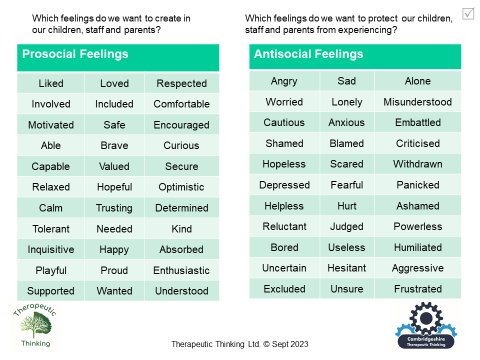 Which feelings do we want to create in
our children, staff and parents?
Prosocial Feelings
Liked Loved Respected
Involved Included Comfortable
Motivated Safe Encouraged
Able Brave Curious
Capable Valued Secure
Relaxed Hopeful Optimistic
Calm Trusting Determined
Tolerant Needed Kind
Inquisitive Happy Absorbed
Playful Proud Enthusiastic
Supported Wanted Understood
Which feelings do we want to protect our children,
staff and parents from experiencing?
Antisocial Feelings
Angry Sad Alone
Worried Lonely Misunderstood
Cautious Anxious Embattled
Shamed Blamed Criticised
Hopeless Scared Withdrawn
Depressed Fearful Panicked
Helpless Hurt Ashamed
Reluctant Judged Powerless
Bored Useless Humiliated
Uncertain Hesitant Aggressive
Excluded Unsure Frustrated
Therapeutic
Thinking
Therapeutic Thinking Ltd. © Sept 2023
Cambridgeshire
Therapeutic Thinking